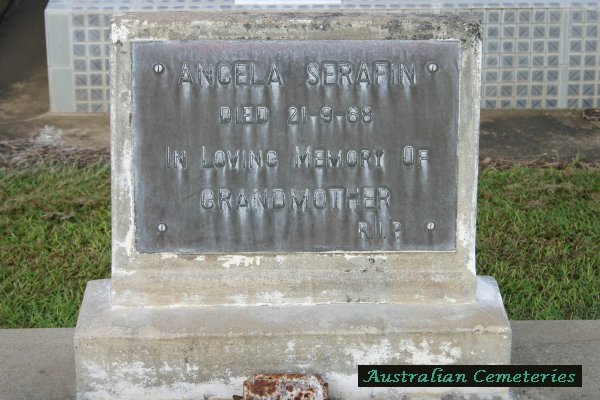 ANGELA SERAFIN
DIED 21-9-68
IN LOVING MEMORY OF
GRANDMOTHER
R.I.P.
Australian Cemeteries